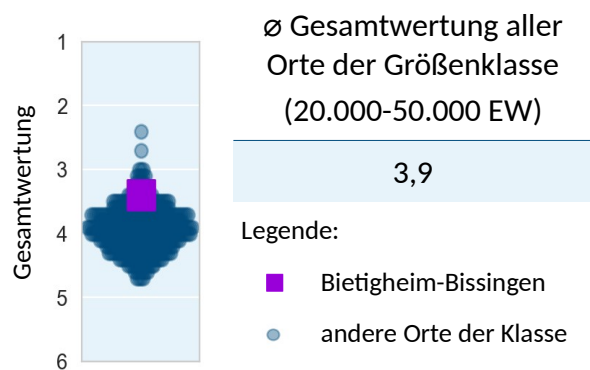 ⌀ Gesamtwertung aller
Orte der Größenklasse
(20.000-50.000 EW)
3,9
Legende:
Bietigheim-Bissingen
andere Orte der Klasse
Gesamtwertung
1
2
3
4
5
6